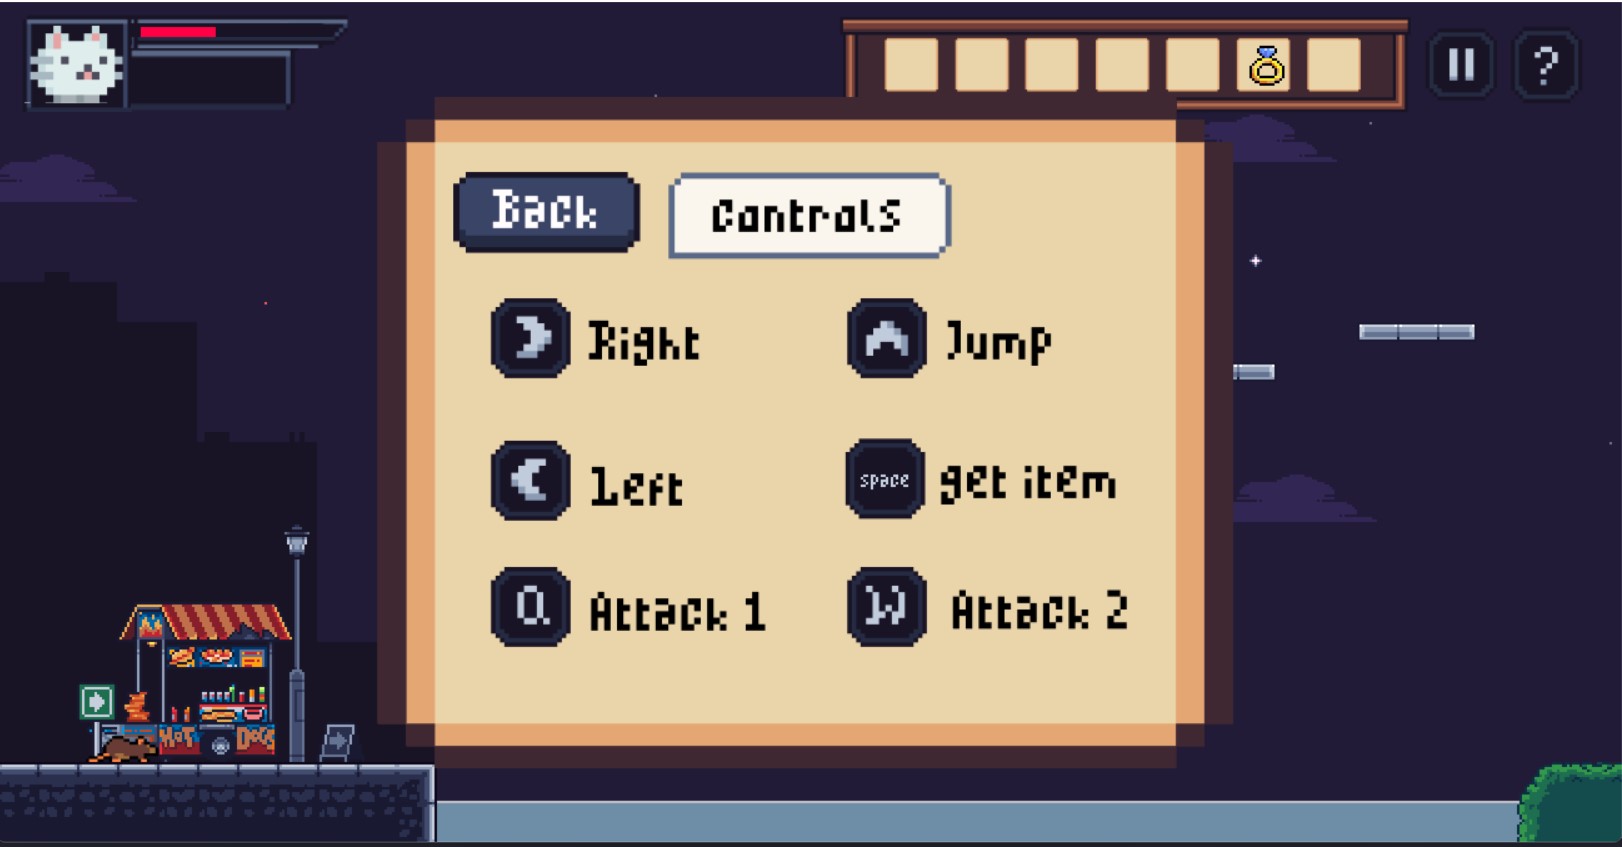 ?
Back Controls
Right Jump
Left space get item
Q Attack 1 W Attack 2
HOT DOGS